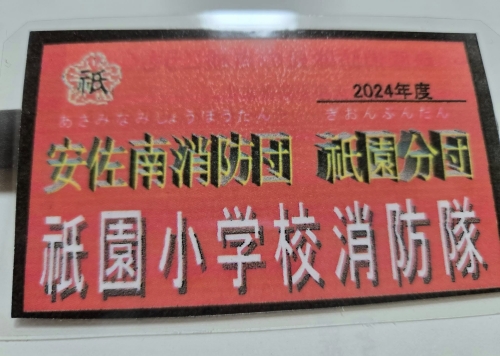 祇
2024年度
あさみなみしょうぼうだん ぎおんぶんだん
安佐南消防団 祇園分団
祇園小学校消防隊